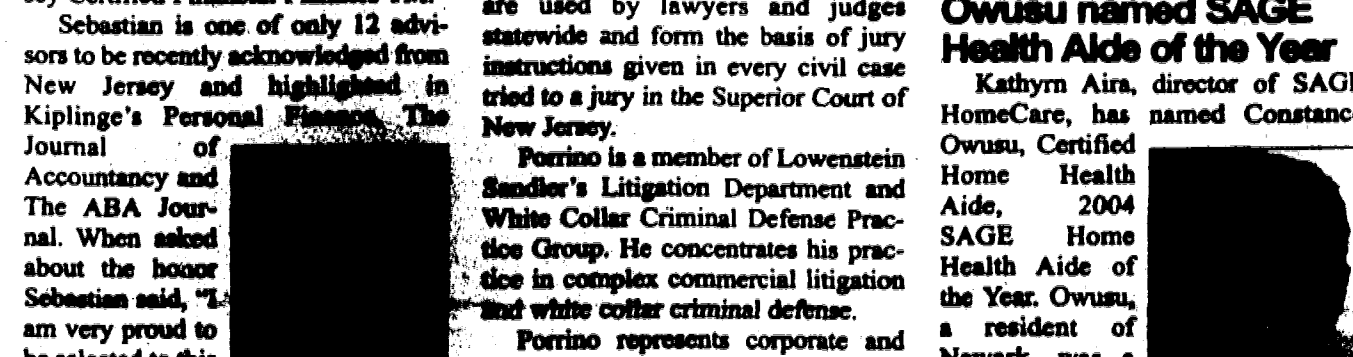 Sebastian is one of only 12 advi-
sors to be recently acknowledged from
New Jersey and highlighted in
Kiplinge's Personal Finance, The
Journal of
Accountancy and
The ABA Jour-
nal. When asked
about the honor
Sebastian said, "I
am very proud to
be selected to this
are used by lawyers and judges
statewide and form the basis of jury
instructions given in every civil case
tried to a jury in the Superior Court of
New Jersey.
Porrino is a member of Lowenstein
Sandler's Litigation Department and
White Collar Criminal Defense Prac-
tice Group. He concentrates his prac-
tice in complex commercial litigation
and white collar criminal defense.
Porrino represents corporate and
Owusu named SAGE
Health Aide of the Year
Kathyrn Aira, director of SAGE
HomeCare, has named Constance
Owusu, Certified
Home Health
Aide, 2004
SAGE Home
Health Aide of
the Year. Owusu,
a resident of
Newark, was a